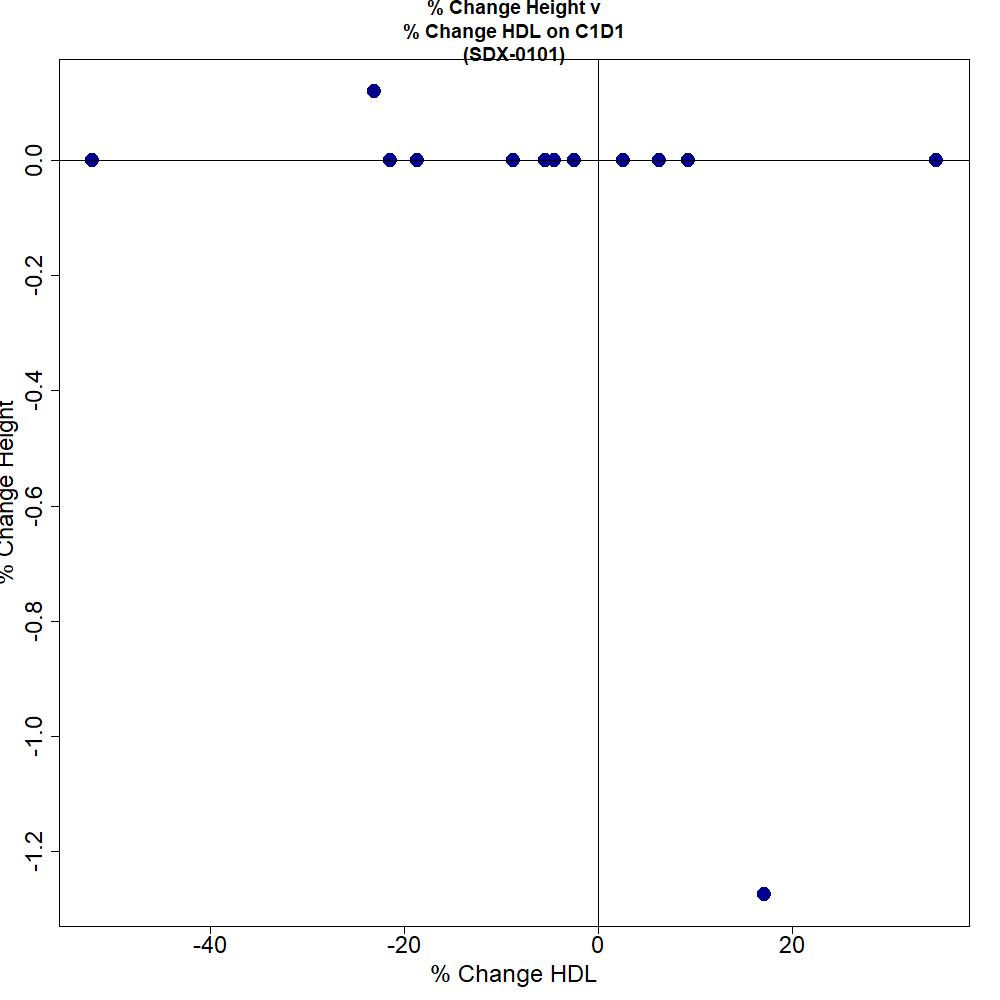 % Change Height v
% Change HDL on C1D1
(SDX-0101)
0.0
-0.2
-0.4
-0.6
-0.8
-1.0
-1.2
% Change Height
-40
-20
0
20
% Change HDL